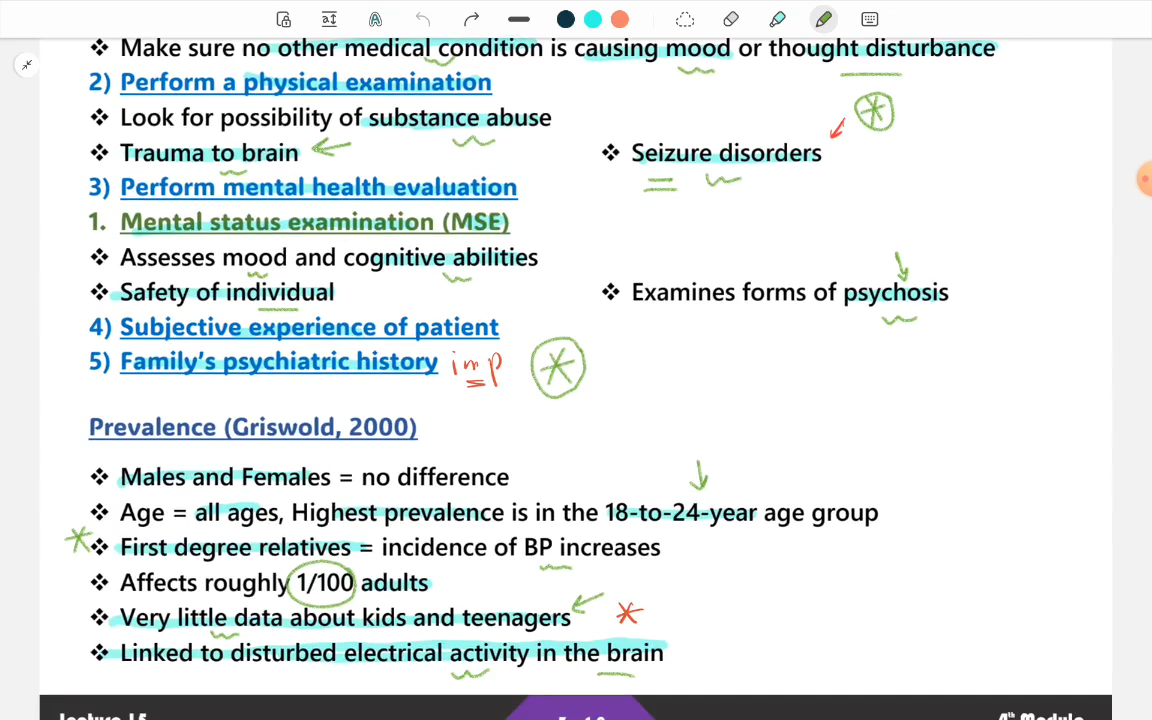 ❖ Make sure no other medical condition is causing mood or thought disturbance
2) Perform a physical examination
❖ Look for possibility of substance abuse
❖ Trauma to brain ❖ Seizure disorders
3) Perform mental health evaluation
1. Mental status examination (MSE)
❖ Assesses mood and cognitive abilities
❖ Safety of individual ❖ Examines forms of psychosis
4) Subjective experience of patient
5) Family's psychiatric history imp
Prevalence (Griswold, 2000)
❖ Males and Females = no difference
❖ Age = all ages, Highest prevalence is in the 18-to-24-year age group
❖ First degree relatives = incidence of BP increases
❖ Affects roughly 1/100 adults
❖ Very little data about kids and teenagers
❖ Linked to disturbed electrical activity in the brain
Lecture 15 4th Module